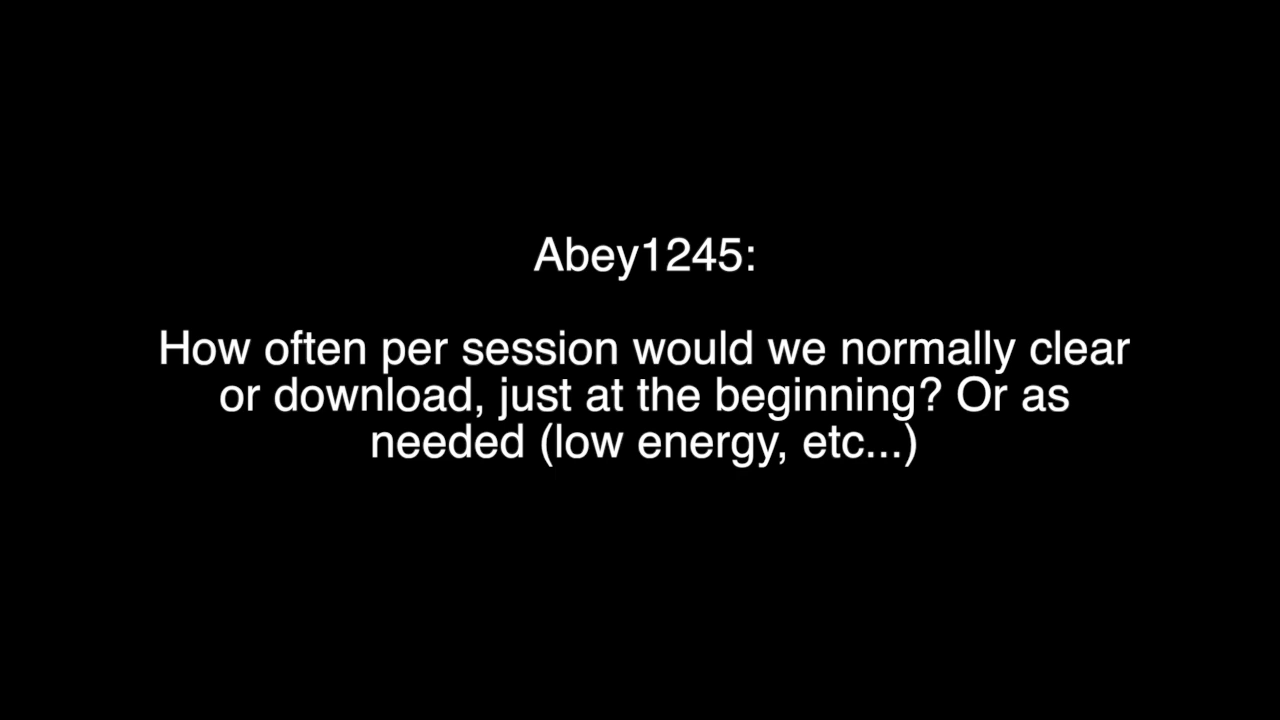 Abey1245:
How often per session would we normally clear
or download, just at the beginning? Or as
needed (low energy, etc...)